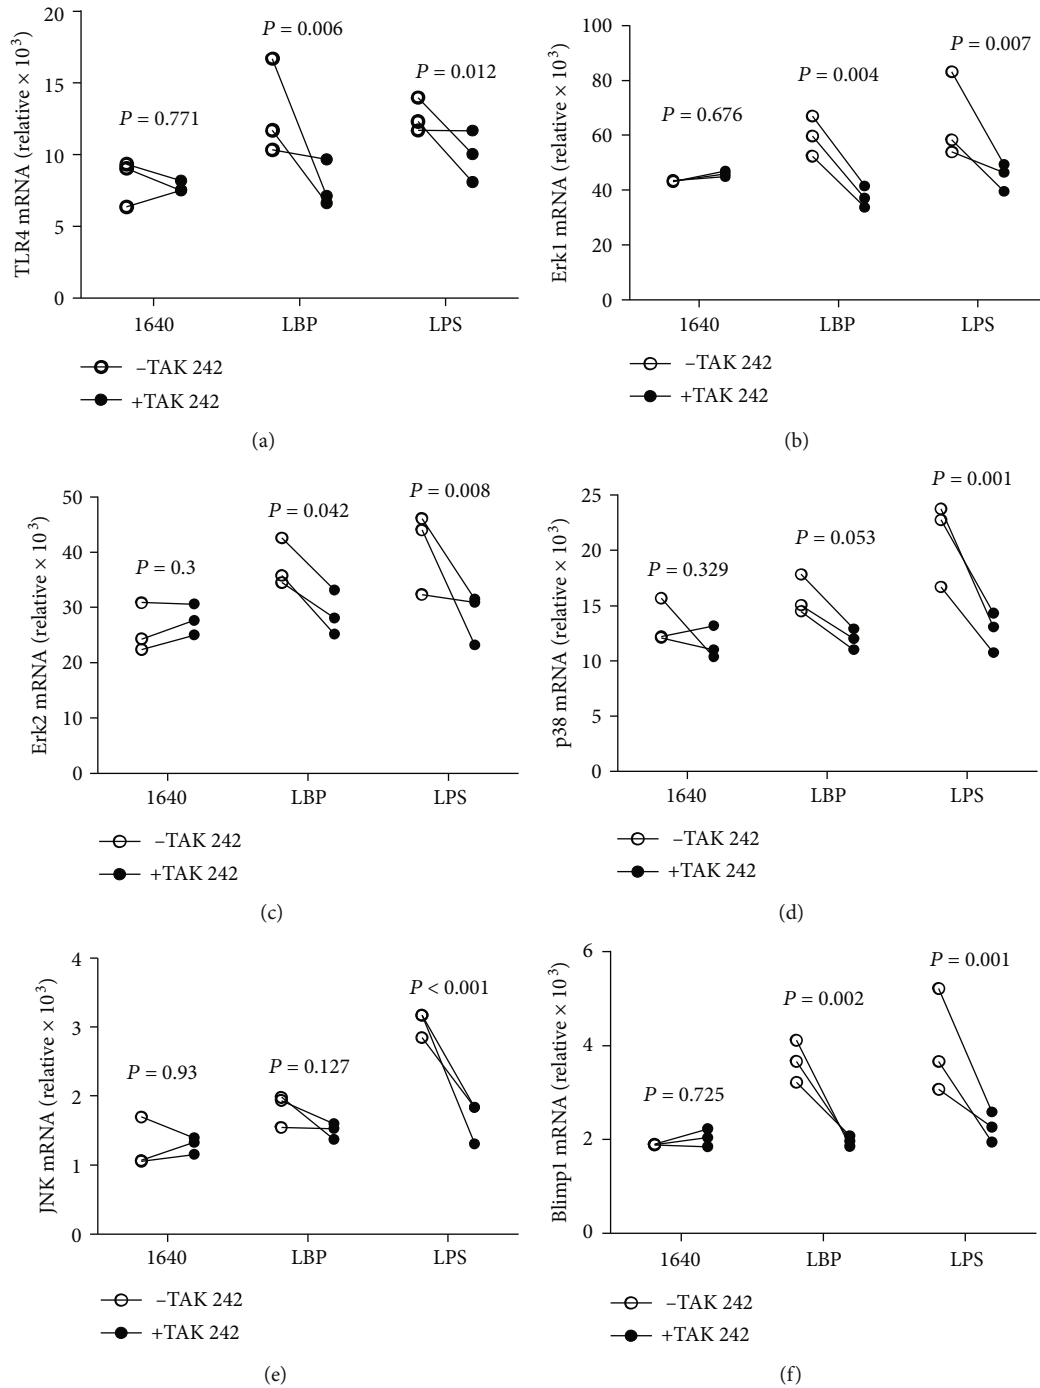 TLR4 mRNA (relative × 10³)
20
15
10
5
0
P = 0.771
P = 0.006
P = 0.012
1640
LBP
LPS
–TAK 242
+TAK 242
(a)
Erk1 mRNA (relative × 10³)
100
80
60
40
20
0
P = 0.676
P = 0.004
P = 0.007
1640
LBP
LPS
–TAK 242
+TAK 242
(b)
Erk2 mRNA (relative × 10³)
50
40
30
20
10
0
P = 0.3
P = 0.042
P = 0.008
1640
LBP
LPS
–TAK 242
+TAK 242
(c)
p38 mRNA (relative × 10³)
25
20
15
10
5
0
P = 0.329
P = 0.053
P = 0.001
1640
LBP
LPS
–TAK 242
+TAK 242
(d)
JNK mRNA (relative × 10³)
4
3
2
1
0
P = 0.93
P = 0.127
P < 0.001
1640
LBP
LPS
–TAK 242
+TAK 242
(e)
Blimp1 mRNA (relative × 10³)
6
4
2
0
P = 0.725
P = 0.002
P = 0.001
1640
LBP
LPS
–TAK 242
+TAK 242
(f)